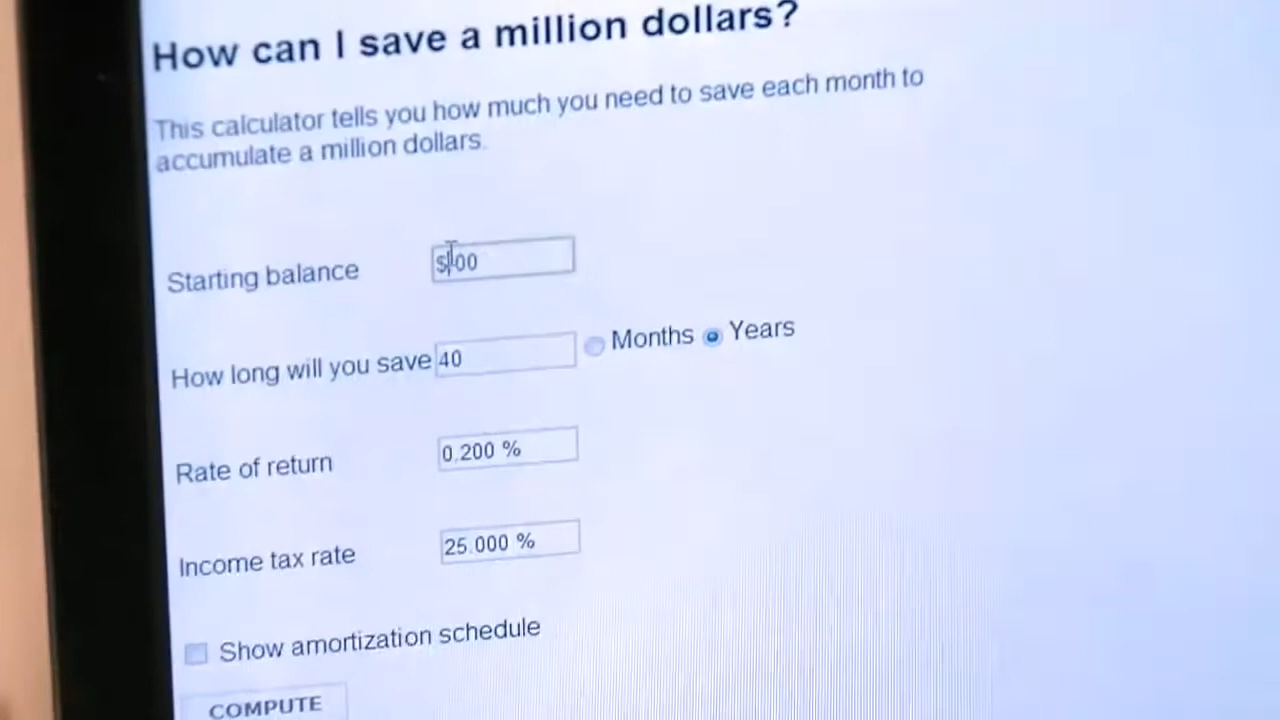 How can I save a million dollars?
This calculator tells you how much you need to save each month to
accumulate a million dollars.
Starting balance
How long will you save 40 Months Years
Rate of return 0.200 %
Income tax rate 25.000 %
Show amortization schedule
COMPUTE